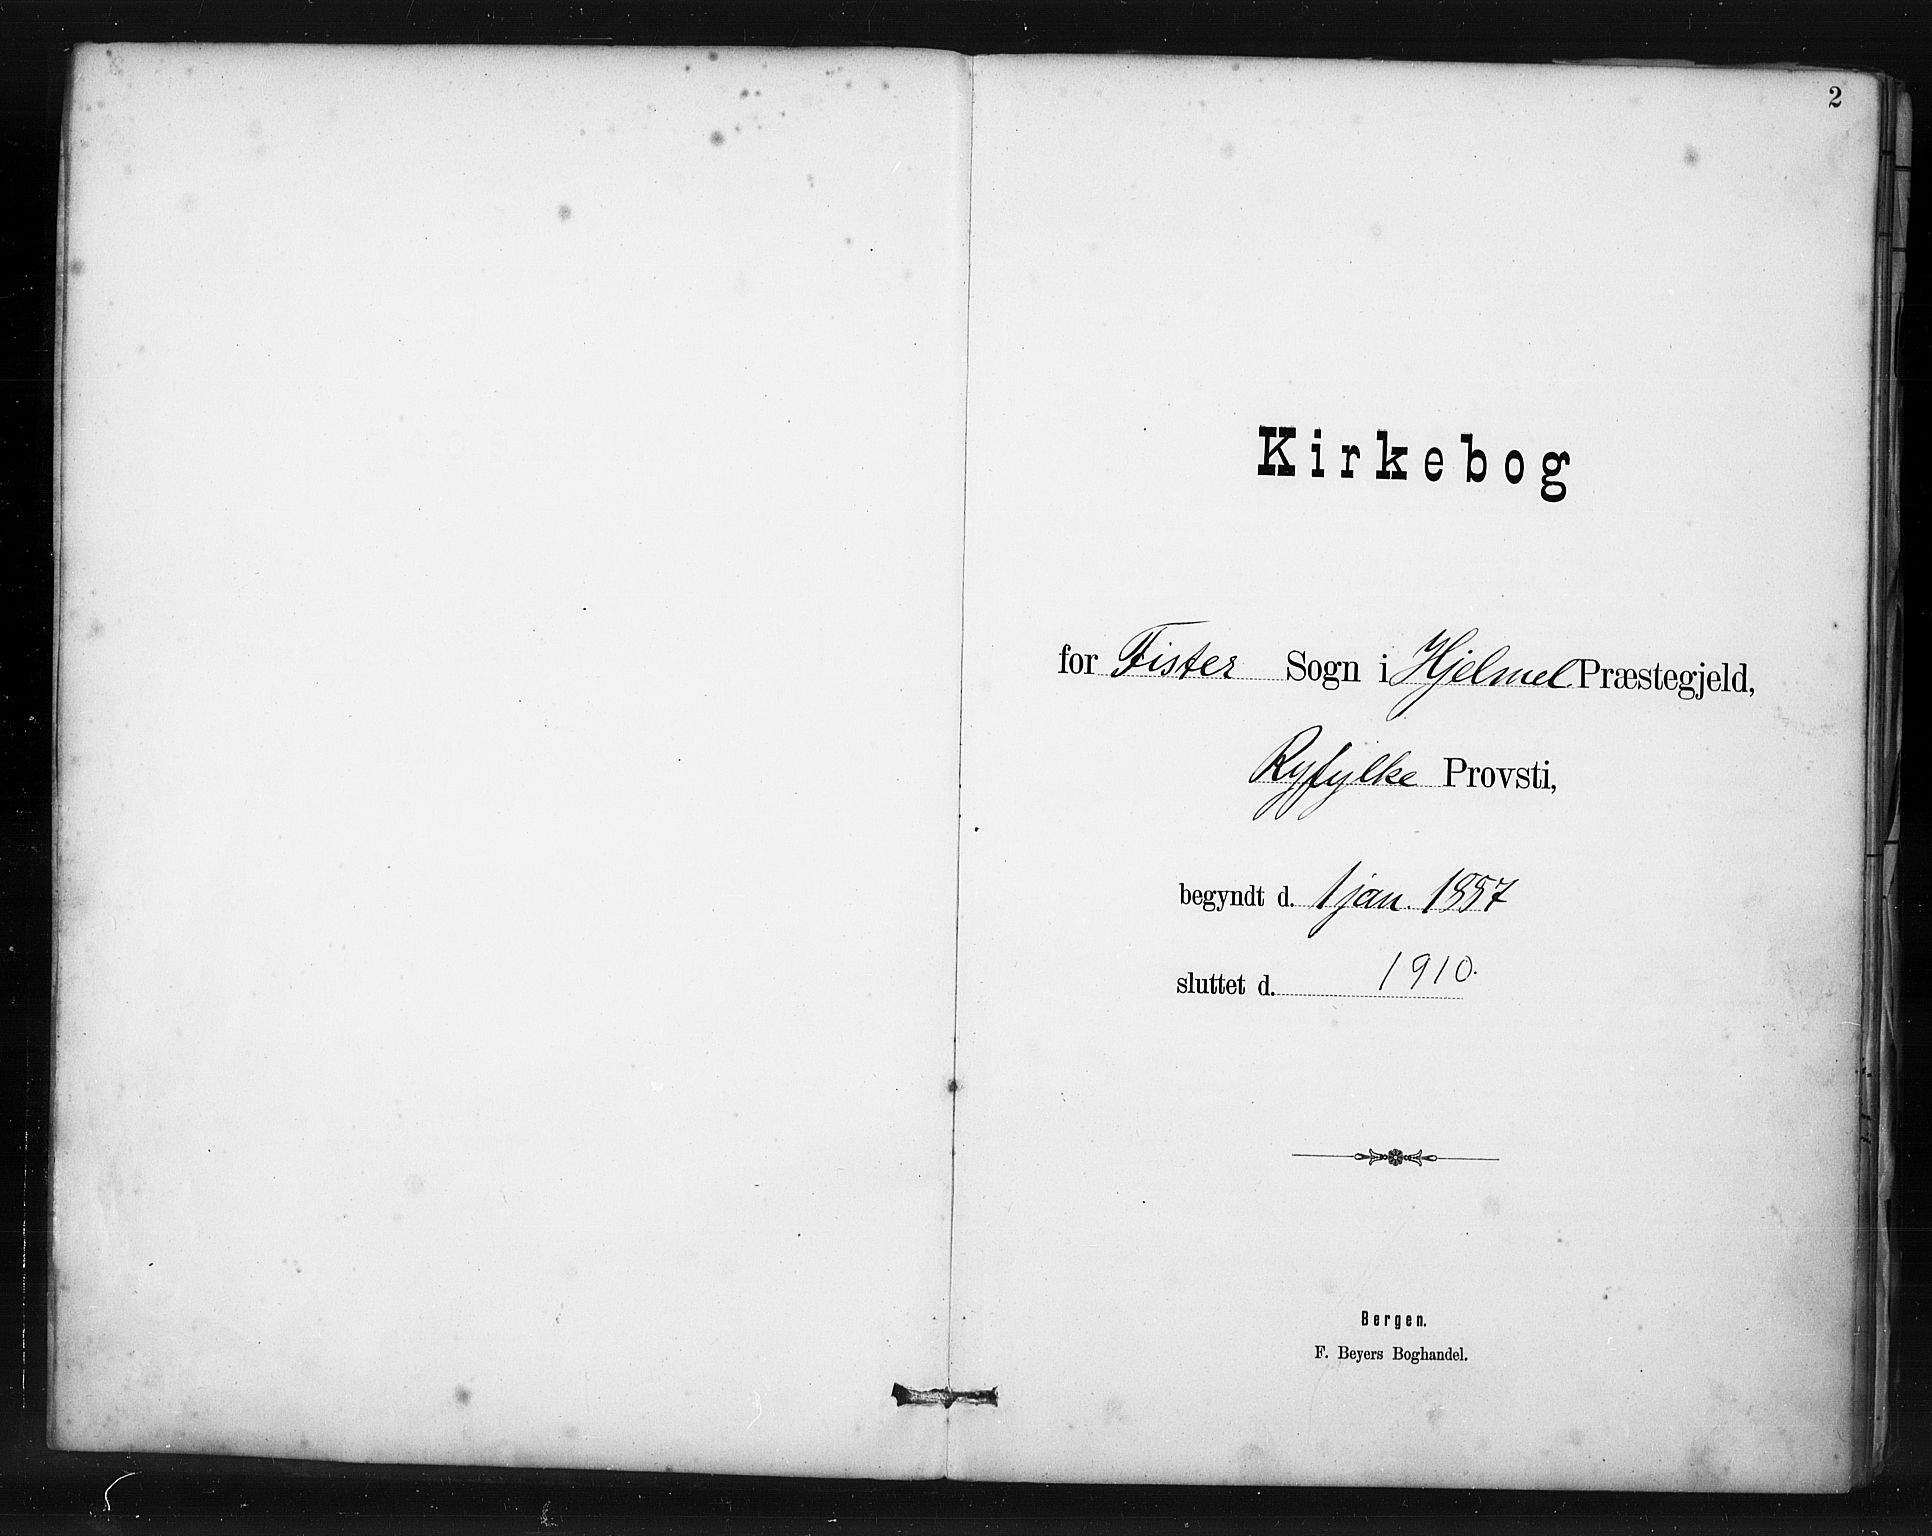 2
Kirkebog
for Fister Sogn i Hjelmel Præstegjeld,
Ryfylke Provsti,
begyndt d. 1 jan. 1887
sluttet d. 1910.
Bergen.
F. Beyers Boghandel.